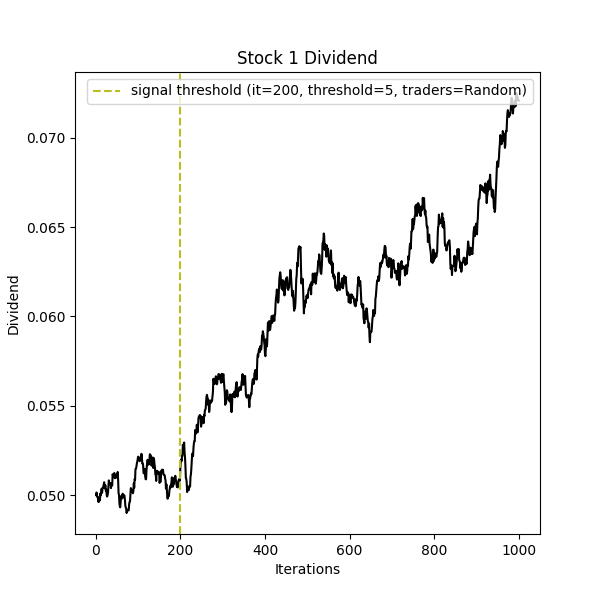 Stock 1 Dividend
signal threshold (it=200, threshold=5, traders=Random)
0.070
0.065
0.060
0.055
0.050
Dividend
0 200 400 600 800 1000
Iterations